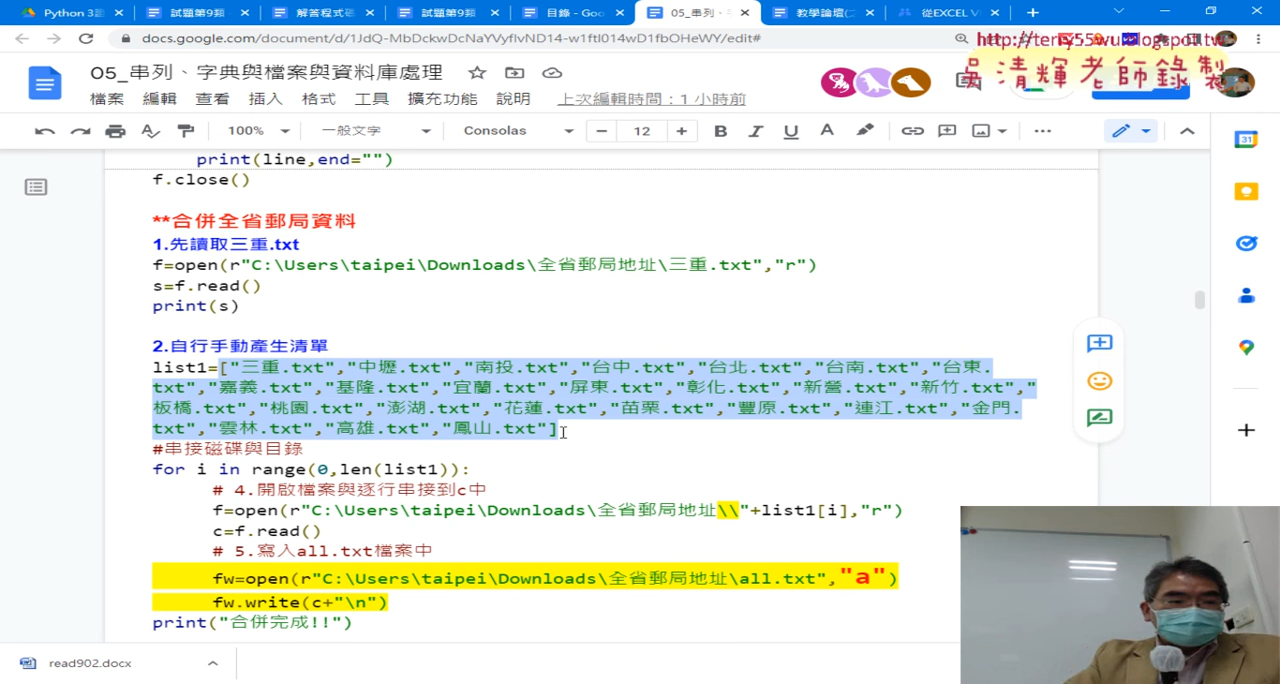 Python 3證
試題第9類
解答程式碼
試題第9類
目錄 - Goo
05_串列、
教學論壇(二
從EXCEL V
docs.google.com/document/d/1JdQ-MbDckwDcNaYVyflvND14-w1ftl014wD1fbOHeWY/edit#
http://terry55wu.blogspot.tw
吳清輝老師錄製
05_串列、字典與檔案與資料庫處理
檔案 編輯 查看 插入 格式 工具 擴充功能 說明 上次編輯時間：1 小時前
100% 一般文字 Consolas 12 B I U A
print(line,end="")
f.close()
**合併全省郵局資料
1.先讀取三重.txt
f=open(r"C:\Users\taipei\Downloads\全省郵局地址\三重.txt","r")
s=f.read()
print(s)
2.自行手動產生清單
list1=["三重.txt","中壢.txt","南投.txt","台中.txt","台北.txt","台南.txt","台東.
txt","嘉義.txt","基隆.txt","宜蘭.txt","屏東.txt","彰化.txt","新營.txt","新竹.txt","
板橋.txt","桃園.txt","澎湖.txt","花蓮.txt","苗栗.txt","豐原.txt","連江.txt","金門.
txt","雲林.txt","高雄.txt","鳳山.txt"]
#串接磁碟與目錄
for i in range(0,len(list1)):
# 4.開啟檔案與逐行串接到c中
f=open(r"C:\Users\taipei\Downloads\全省郵局地址\\"+list1[i],"r")
c=f.read()
# 5.寫入all.txt檔案中
fw=open(r"C:\Users\taipei\Downloads\全省郵局地址\all.txt","a")
fw.write(c+"\n")
print("合併完成!!")
read902.docx